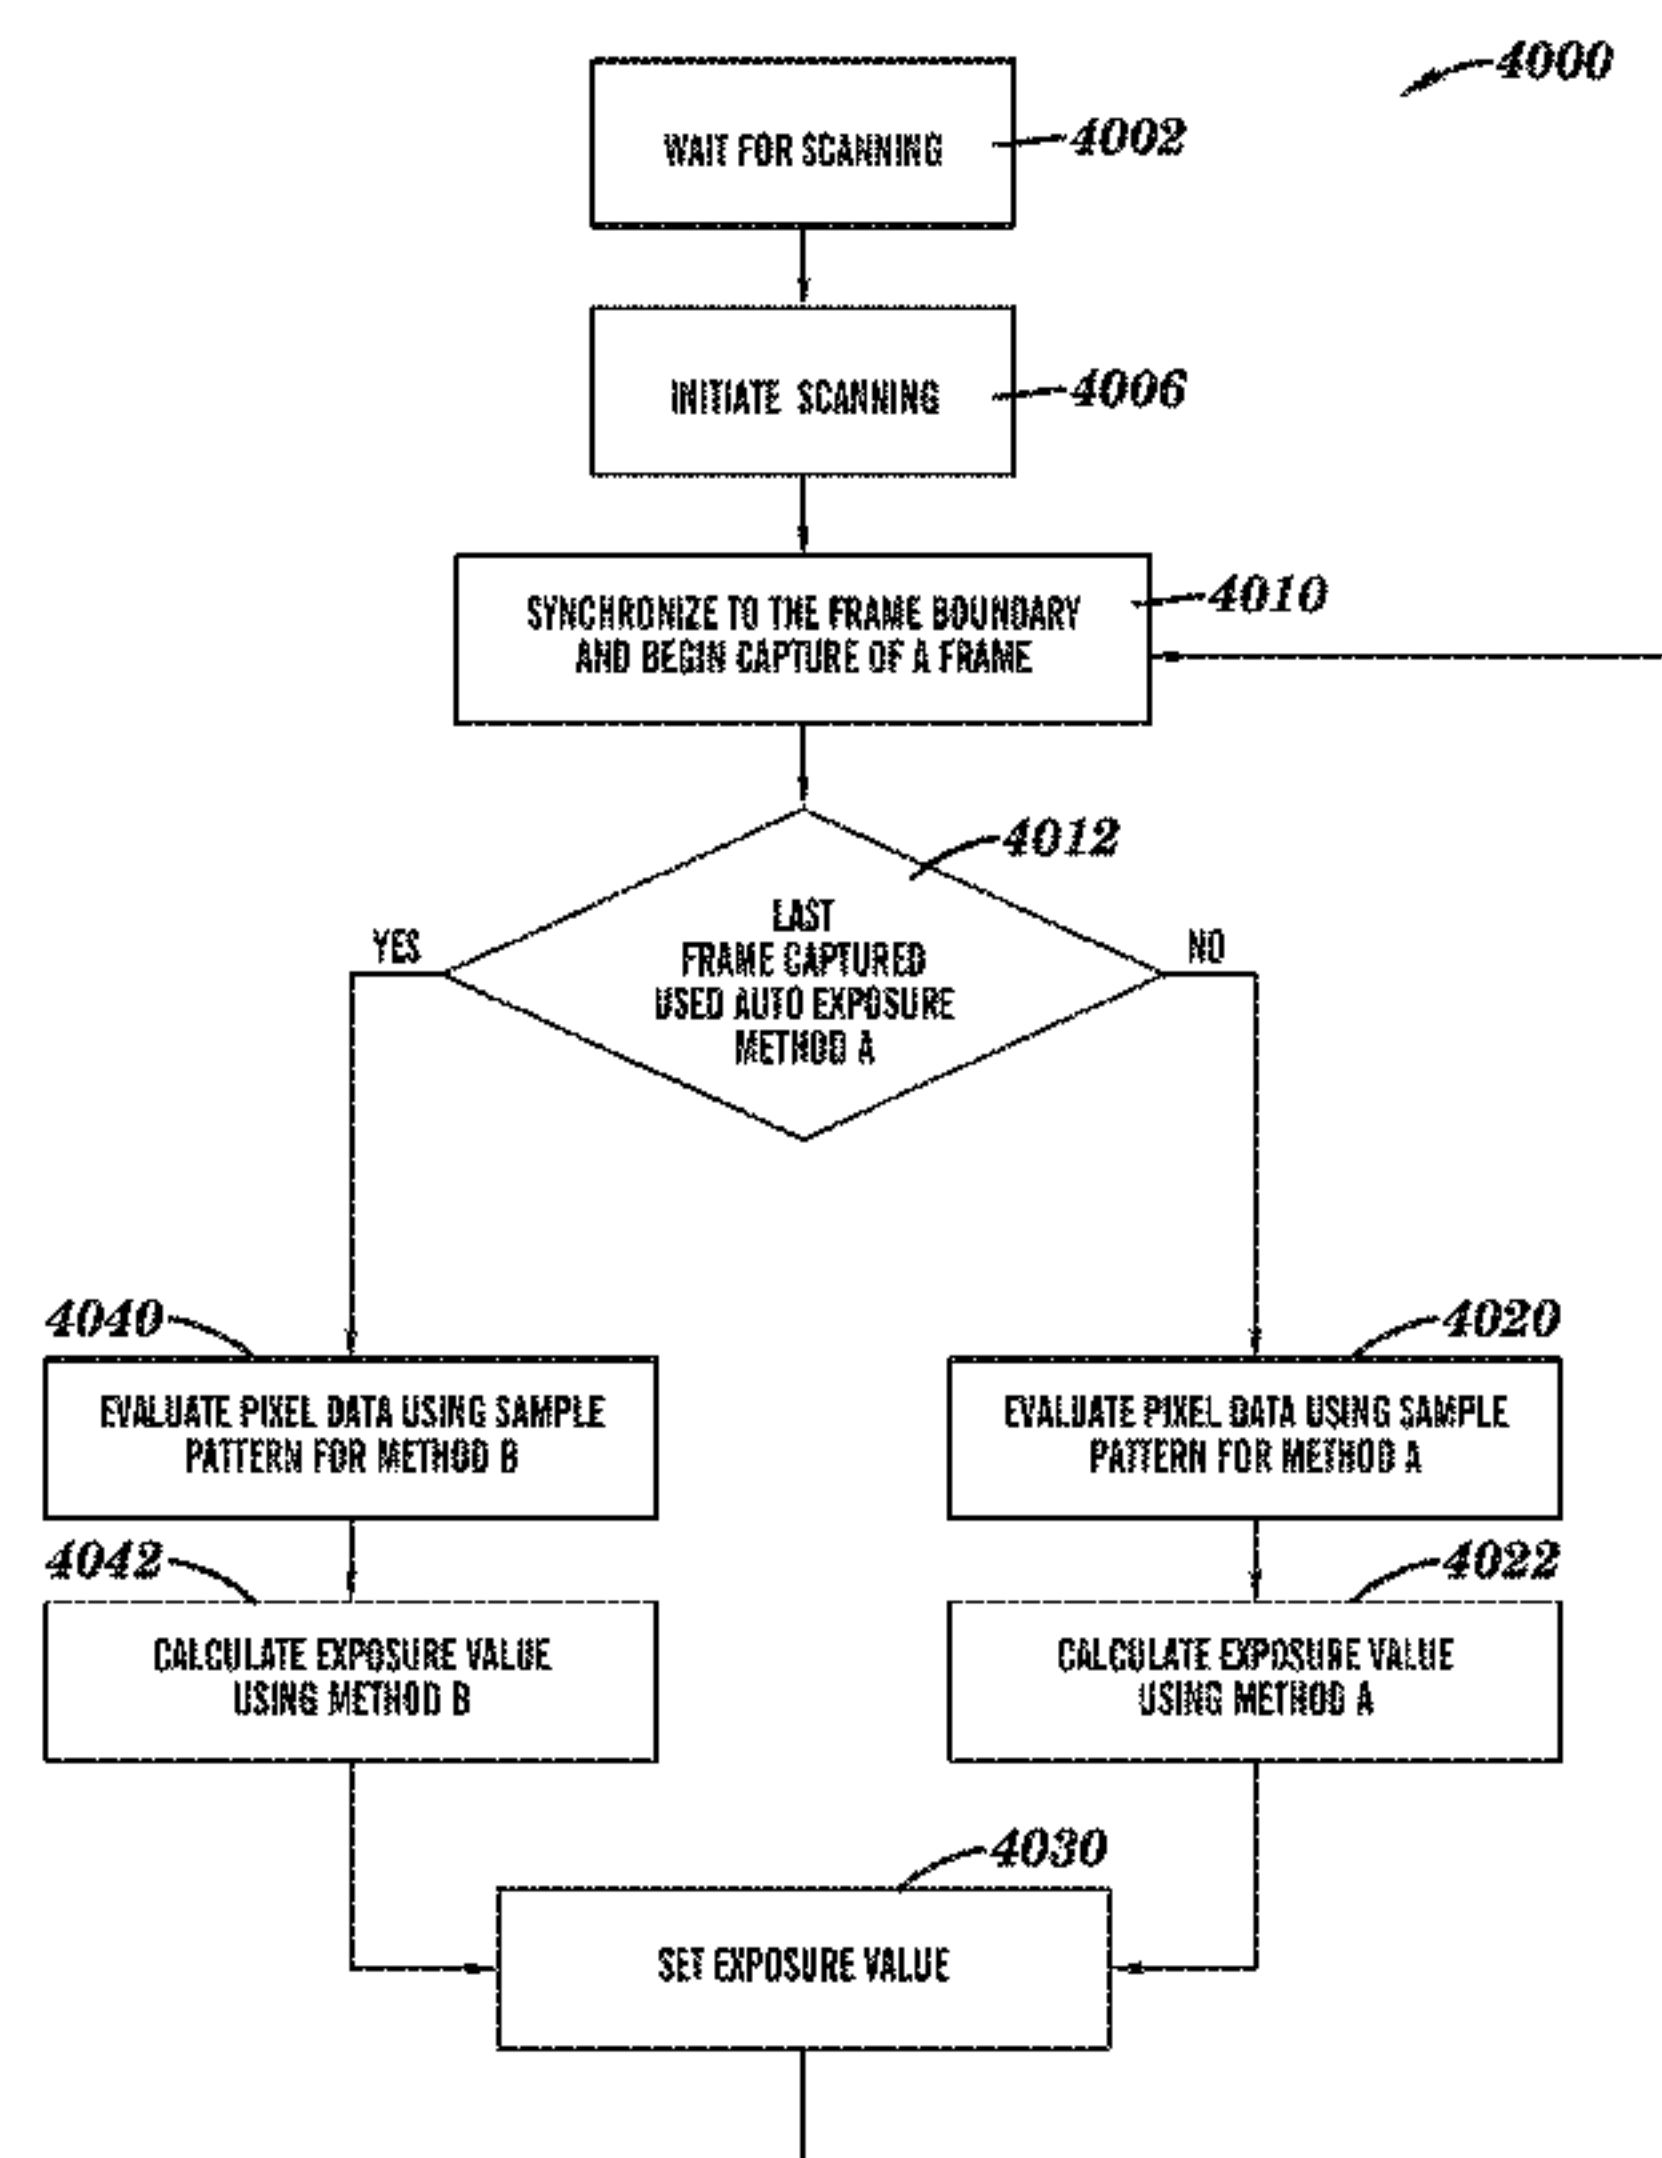 4000
WAIT FOR SCANNING
4002
INITIATE SCANNING
4006
SYNCHRONIZE TO THE FRAME BOUNDARY
AND BEGIN CAPTURE OF A FRAME
4010
4012
LAST
FRAME CAPTURED
USED AUTO EXPOSURE
METHOD A
YES
NO
4040
4020
EVALUATE PIXEL DATA USING SAMPLE
PATTERN FOR METHOD B
EVALUATE PIXEL DATA USING SAMPLE
PATTERN FOR METHOD A
4042
4022
CALCULATE EXPOSURE VALUE
USING METHOD B
CALCULATE EXPOSURE VALUE
USING METHOD A
4030
SET EXPOSURE VALUE